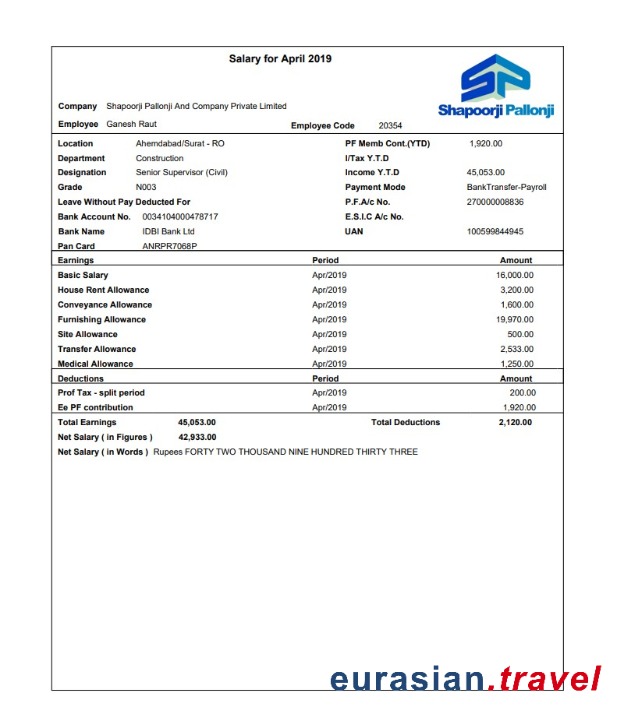 Salary for April 2019
SP
Shapoorji Pallonji
Company Shapoorji Pallonji And Company Private Limited
Employee Ganesh Raut Employee Code 20354
Location Ahemdabad/Surat - RO PF Memb Cont.(YTD) 1,920.00
Department Construction I/Tax Y.T.D
Designation Senior Supervisor (Civil) Income Y.T.D 45,053.00
Grade N003 Payment Mode BankTransfer-Payroll
Leave Without Pay Deducted For P.F.A/c No. 270000008836
Bank Account No. 0034104000478717 E.S.I.C A/c No.
Bank Name IDBI Bank Ltd UAN 100599844945
Pan Card ANRPR7068P
Earnings Period Amount
Basic Salary Apr/2019 16,000.00
House Rent Allowance Apr/2019 3,200.00
Conveyance Allowance Apr/2019 1,600.00
Furnishing Allowance Apr/2019 19,970.00
Site Allowance Apr/2019 500.00
Transfer Allowance Apr/2019 2,533.00
Medical Allowance Apr/2019 1,250.00
Deductions Period Amount
Prof Tax - split period Apr/2019 200.00
Ee PF contribution Apr/2019 1,920.00
Total Earnings 45,053.00 Total Deductions 2,120.00
Net Salary ( in Figures ) 42,933.00
Net Salary ( in Words ) Rupees FORTY TWO THOUSAND NINE HUNDRED THIRTY THREE
eurasian.travel